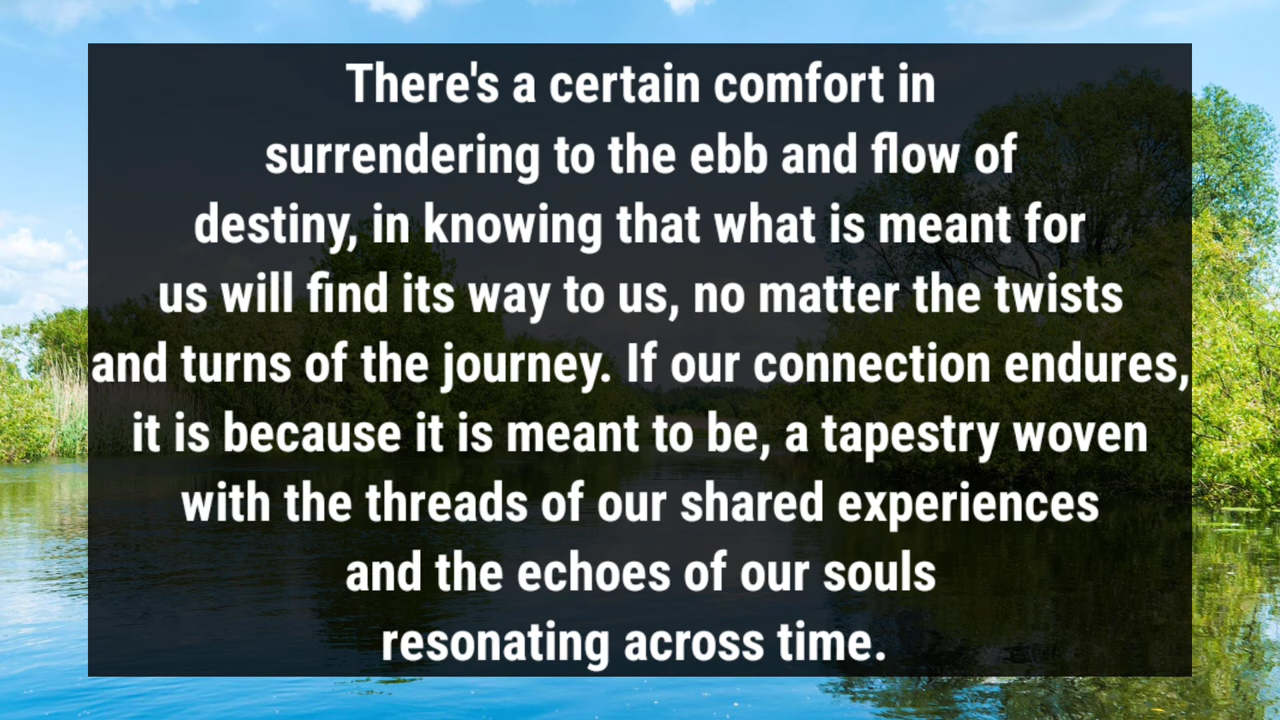 There's a certain comfort in
surrendering to the ebb and flow of
destiny, in knowing that what is meant for
us will find its way to us, no matter the twists
and turns of the journey. If our connection endures,
it is because it is meant to be, a tapestry woven
with the threads of our shared experiences
and the echoes of our souls
resonating across time.